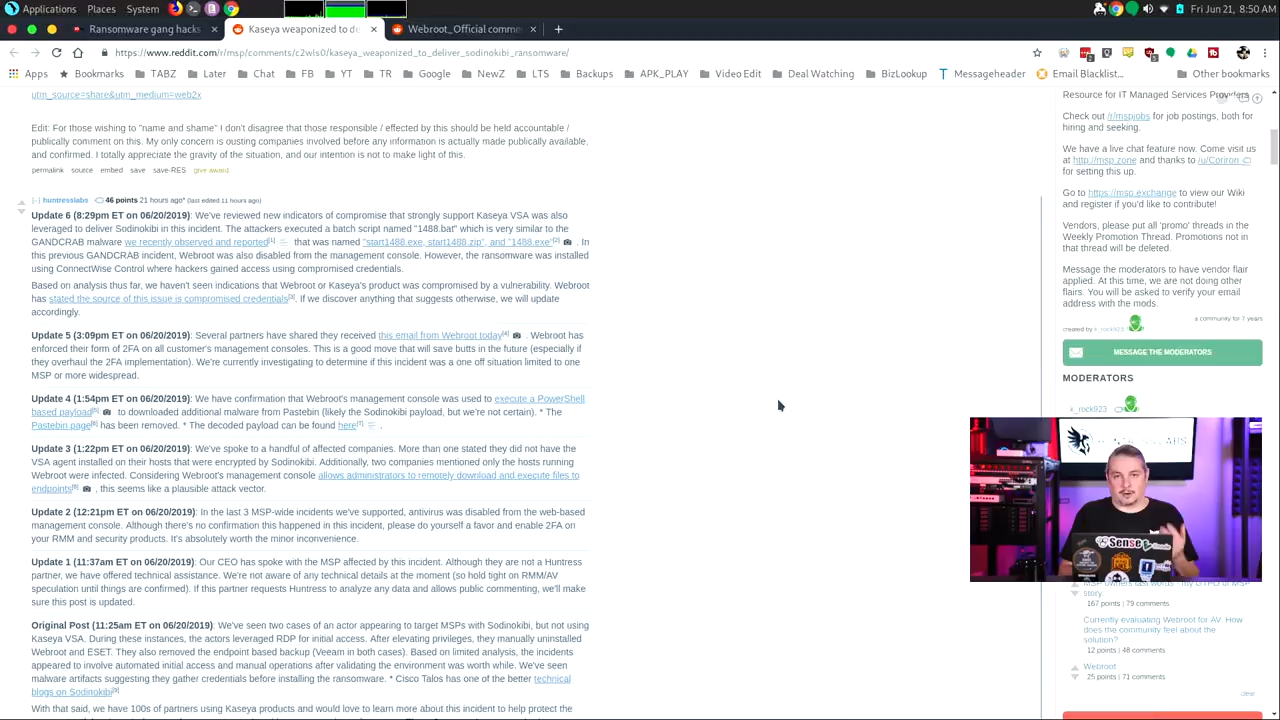 Applications Places System
Fri Jun 21, 8:50 AM
Ransomware gang hacks
Kaseya weaponized to de
Webroot_Official comme
https://www.reddit.com/r/msp/comments/c2wls0/kaseya_weaponized_to_deliver_sodinokibi_ransomware/
Apps Bookmarks TABZ Later Chat FB YT TR Google NewZ LTS Backups APK_PLAY Video Edit Deal Watching BizLookup Messageheader Email Blacklist... Other bookmarks
utm_source=share&utm_medium=web2x
Edit: For those wishing to "name and shame" I don't disagree that those responsible / effected by this should be held accountable /
publically comment on this. My only concern is ousting companies involved before any information is actually made publically available,
and confirmed. I totally appreciate the gravity of the situation, and our intention is not to make light of this.
permalink source embed save save-RES give award
[-] huntresslabs 46 points 21 hours ago* (last edited 11 hours ago)
Update 6 (8:29pm ET on 06/20/2019): We've reviewed new indicators of compromise that strongly support Kaseya VSA was also
leveraged to deliver Sodinokibi in this incident. The attackers executed a batch script named "1488.bat" which is very similar to the
GANDCRAB malware we recently observed and reported[1] that was named "start1488.exe, start1488.zip", and "1488.exe"[2] . In
this previous GANDCRAB incident, Webroot was also disabled from the management console. However, the ransomware was installed
using ConnectWise Control where hackers gained access using compromised credentials.
Based on analysis thus far, we haven't seen indications that Webroot or Kaseya's product was compromised by a vulnerability. Webroot
has stated the source of this issue is compromised credentials[3]. If we discover anything that suggests otherwise, we will update
accordingly.
Update 5 (3:09pm ET on 06/20/2019): Several partners have shared they received this email from Webroot today[4] . Webroot has
enforced their form of 2FA on all customer's management consoles. This is a good move that will save butts in the future (especially if
they overhaul the 2FA implementation). We're currently investigating to determine if this incident was a one off situation limited to one
MSP or more widespread.
Update 4 (1:54pm ET on 06/20/2019): We have confirmation that Webroot's management console was used to execute a PowerShell
based payload[5] to downloaded additional malware from Pastebin (likely the Sodinokibi payload, but we're not certain). * The
Pastebin page[6] has been removed. * The decoded payload can be found here[7] .
Update 3 (1:22pm ET on 06/20/2019): We've spoke to a handful of affected companies. More than one stated they did not have the
VSA agent installed on their hosts that were encrypted by Sodinokibi. Additionally, two companies mentioned only the hosts running
Webroot were infected. Considering Webroot's management console allows administrators to remotely download and execute files to
endpoints[8] , this seems like a plausible attack vector.
Update 2 (12:21pm ET on 06/20/2019): In the last 3 MSP-wide incidents we've supported, antivirus was disabled from the web-based
management console. Although there's no confirmation this happened in this incident, please do yourself a favor and enable 2FA on
your RMM and security products. It's absolutely worth the minor inconvenience.
Update 1 (11:37am ET on 06/20/2019): Our CEO has spoke with the MSP affected by this incident. Although they are not a Huntress
partner, we have offered technical assistance. We're not aware of any technical details at the moment (so hold tight on RMM/AV
speculation until things are confirmed). If this partner requests Huntress to analyze any data and allows public commenting, we'll make
sure this post is updated.
Original Post (11:25am ET on 06/20/2019): We've seen two cases of an actor appearing to target MSPs with Sodinokibi, but not using
Kaseya VSA. During these instances, the actors leveraged RDP for initial access. After elevating privileges, they manually uninstalled
Webroot and ESET. They also removed the endpoint based backup (Veeam in both cases). Based on limited analysis, the incidents
appeared to involve automated initial access and manual operations after validating the environment was worth while. We've seen
malware artifacts suggesting they gather credentials before installing the ransomware. * Cisco Talos has one of the better technical
blogs on Sodinokibi[9]
With that said, we have 100s of partners using Kaseya products and would love to learn more about this incident to help protect the
Resource for IT Managed Services Providers
Check out /r/mspjobs for job postings, both for
hiring and seeking.
We have a live chat feature now. Come visit us
at http://msp.zone and thanks to /u/Coriron
for setting this up.
Go to https://msp.exchange to view our Wiki
and register if you'd like to contribute!
Vendors, please put all 'promo' threads in the
Weekly Promotion Thread. Promotions not in
that thread will be deleted.
Message the moderators to have vendor flair
applied. At this time, we are not doing other
flairs. You will be asked to verify your email
address with the mods.
created by k_rock923
a community for 7 years
MESSAGE THE MODERATORS
MODERATORS
k_rock923
Sense
MSP owners last words - my GTFO of MSP
story.
167 points | 79 comments
Currently evaluating Webroot for AV. How
does the community feel about the
solution?
12 points | 48 comments
Webroot
25 points | 71 comments
clear